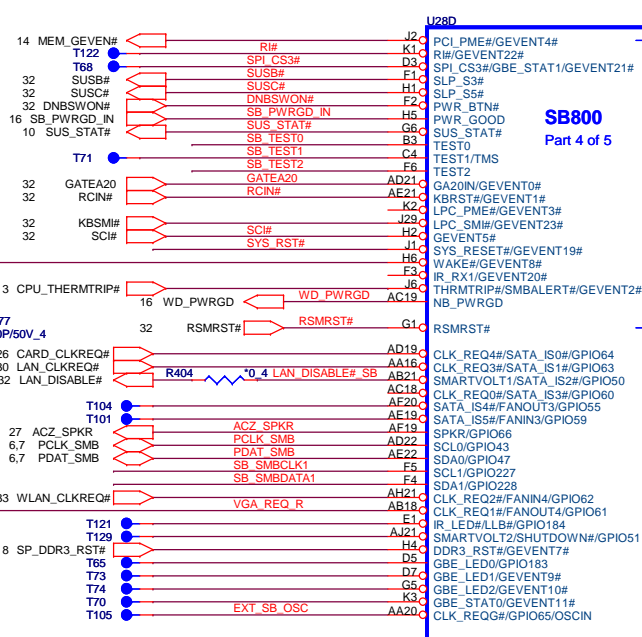 U28D
SB800
Part 4 of 5
14 MEM_GEVEN# J2 PCI_PME#/GEVENT4#
T122 RI# K1 RI#/GEVENT22#
T68 SPI_CS3# D3 SPI_CS3#/GBE_STAT1/GEVENT21#
32 SUSB# SUSB# F1 SLP_S3#
32 SUSC# SUSC# H1 SLP_S5#
32 DNBSWON# DNBSWON# F2 PWR_BTN#
16 SB_PWRGD_IN SB_PWRGD_IN H5 PWR_GOOD
10 SUS_STAT# SUS_STAT# G6 SUS_STAT#
SB_TEST0 B3 TEST0
T71 SB_TEST1 C4 TEST1/TMS
SB_TEST2 F6 TEST2
32 GATEA20 GATEA20 AD21 GA20IN/GEVENT0#
32 RCIN# RCIN# AE21 KBRST#/GEVENT1#
K2 LPC_PME#/GEVENT3#
32 KBSMI# J29 LPC_SMI#/GEVENT23#
32 SCI# SCI# H2 GEVENT5#
SYS_RST# J1 SYS_RESET#/GEVENT19#
H6 WAKE#/GEVENT8#
F3 IR_RX1/GEVENT20#
3 CPU_THERMTRIP# J6 THRMTRIP#/SMBALERT#/GEVENT2#
16 WD_PWRGD WD_PWRGD AC19 NB_PWRGD
77
0P/50V_4
32 RSMRST# RSMRST# G1 RSMRST#
26 CARD_CLKREQ# AD19 CLK_REQ4#/SATA_IS0#/GPIO64
30 LAN_CLKREQ# AA16 CLK_REQ3#/SATA_IS1#/GPIO63
32 LAN_DISABLE# R404 *0_4 LAN_DISABLE#_SB AB21 SMARTVOLT1/SATA_IS2#/GPIO50
AC18 CLK_REQ0#/SATA_IS3#/GPIO60
T104 AF20 SATA_IS4#/FANOUT3/GPIO55
T101 AE19 SATA_IS5#/FANIN3/GPIO59
27 ACZ_SPKR ACZ_SPKR AF19 SPKR/GPIO66
6,7 PCLK_SMB PCLK_SMB AD22 SCL0/GPIO43
6,7 PDAT_SMB PDAT_SMB AE22 SDA0/GPIO47
SB_SMBCLK1 F5 SCL1/GPIO227
SB_SMBDATA1 F4 SDA1/GPIO228
33 WLAN_CLKREQ# AH21 CLK_REQ2#/FANIN4/GPIO62
VGA_REQ_R AB18 CLK_REQ1#/FANOUT4/GPIO61
T121 E1 IR_LED#/LLB#/GPIO184
T129 AJ21 SMARTVOLT2/SHUTDOWN#/GPIO51
8 SP_DDR3_RST# H4 DDR3_RST#/GEVENT7#
T65 D5 GBE_LED0/GPIO183
T73 D7 GBE_LED1/GEVENT9#
T74 G5 GBE_LED2/GEVENT10#
T70 K3 GBE_STAT0/GEVENT11#
T105 EXT_SB_OSC AA20 CLK_REQG#/GPIO65/OSCIN